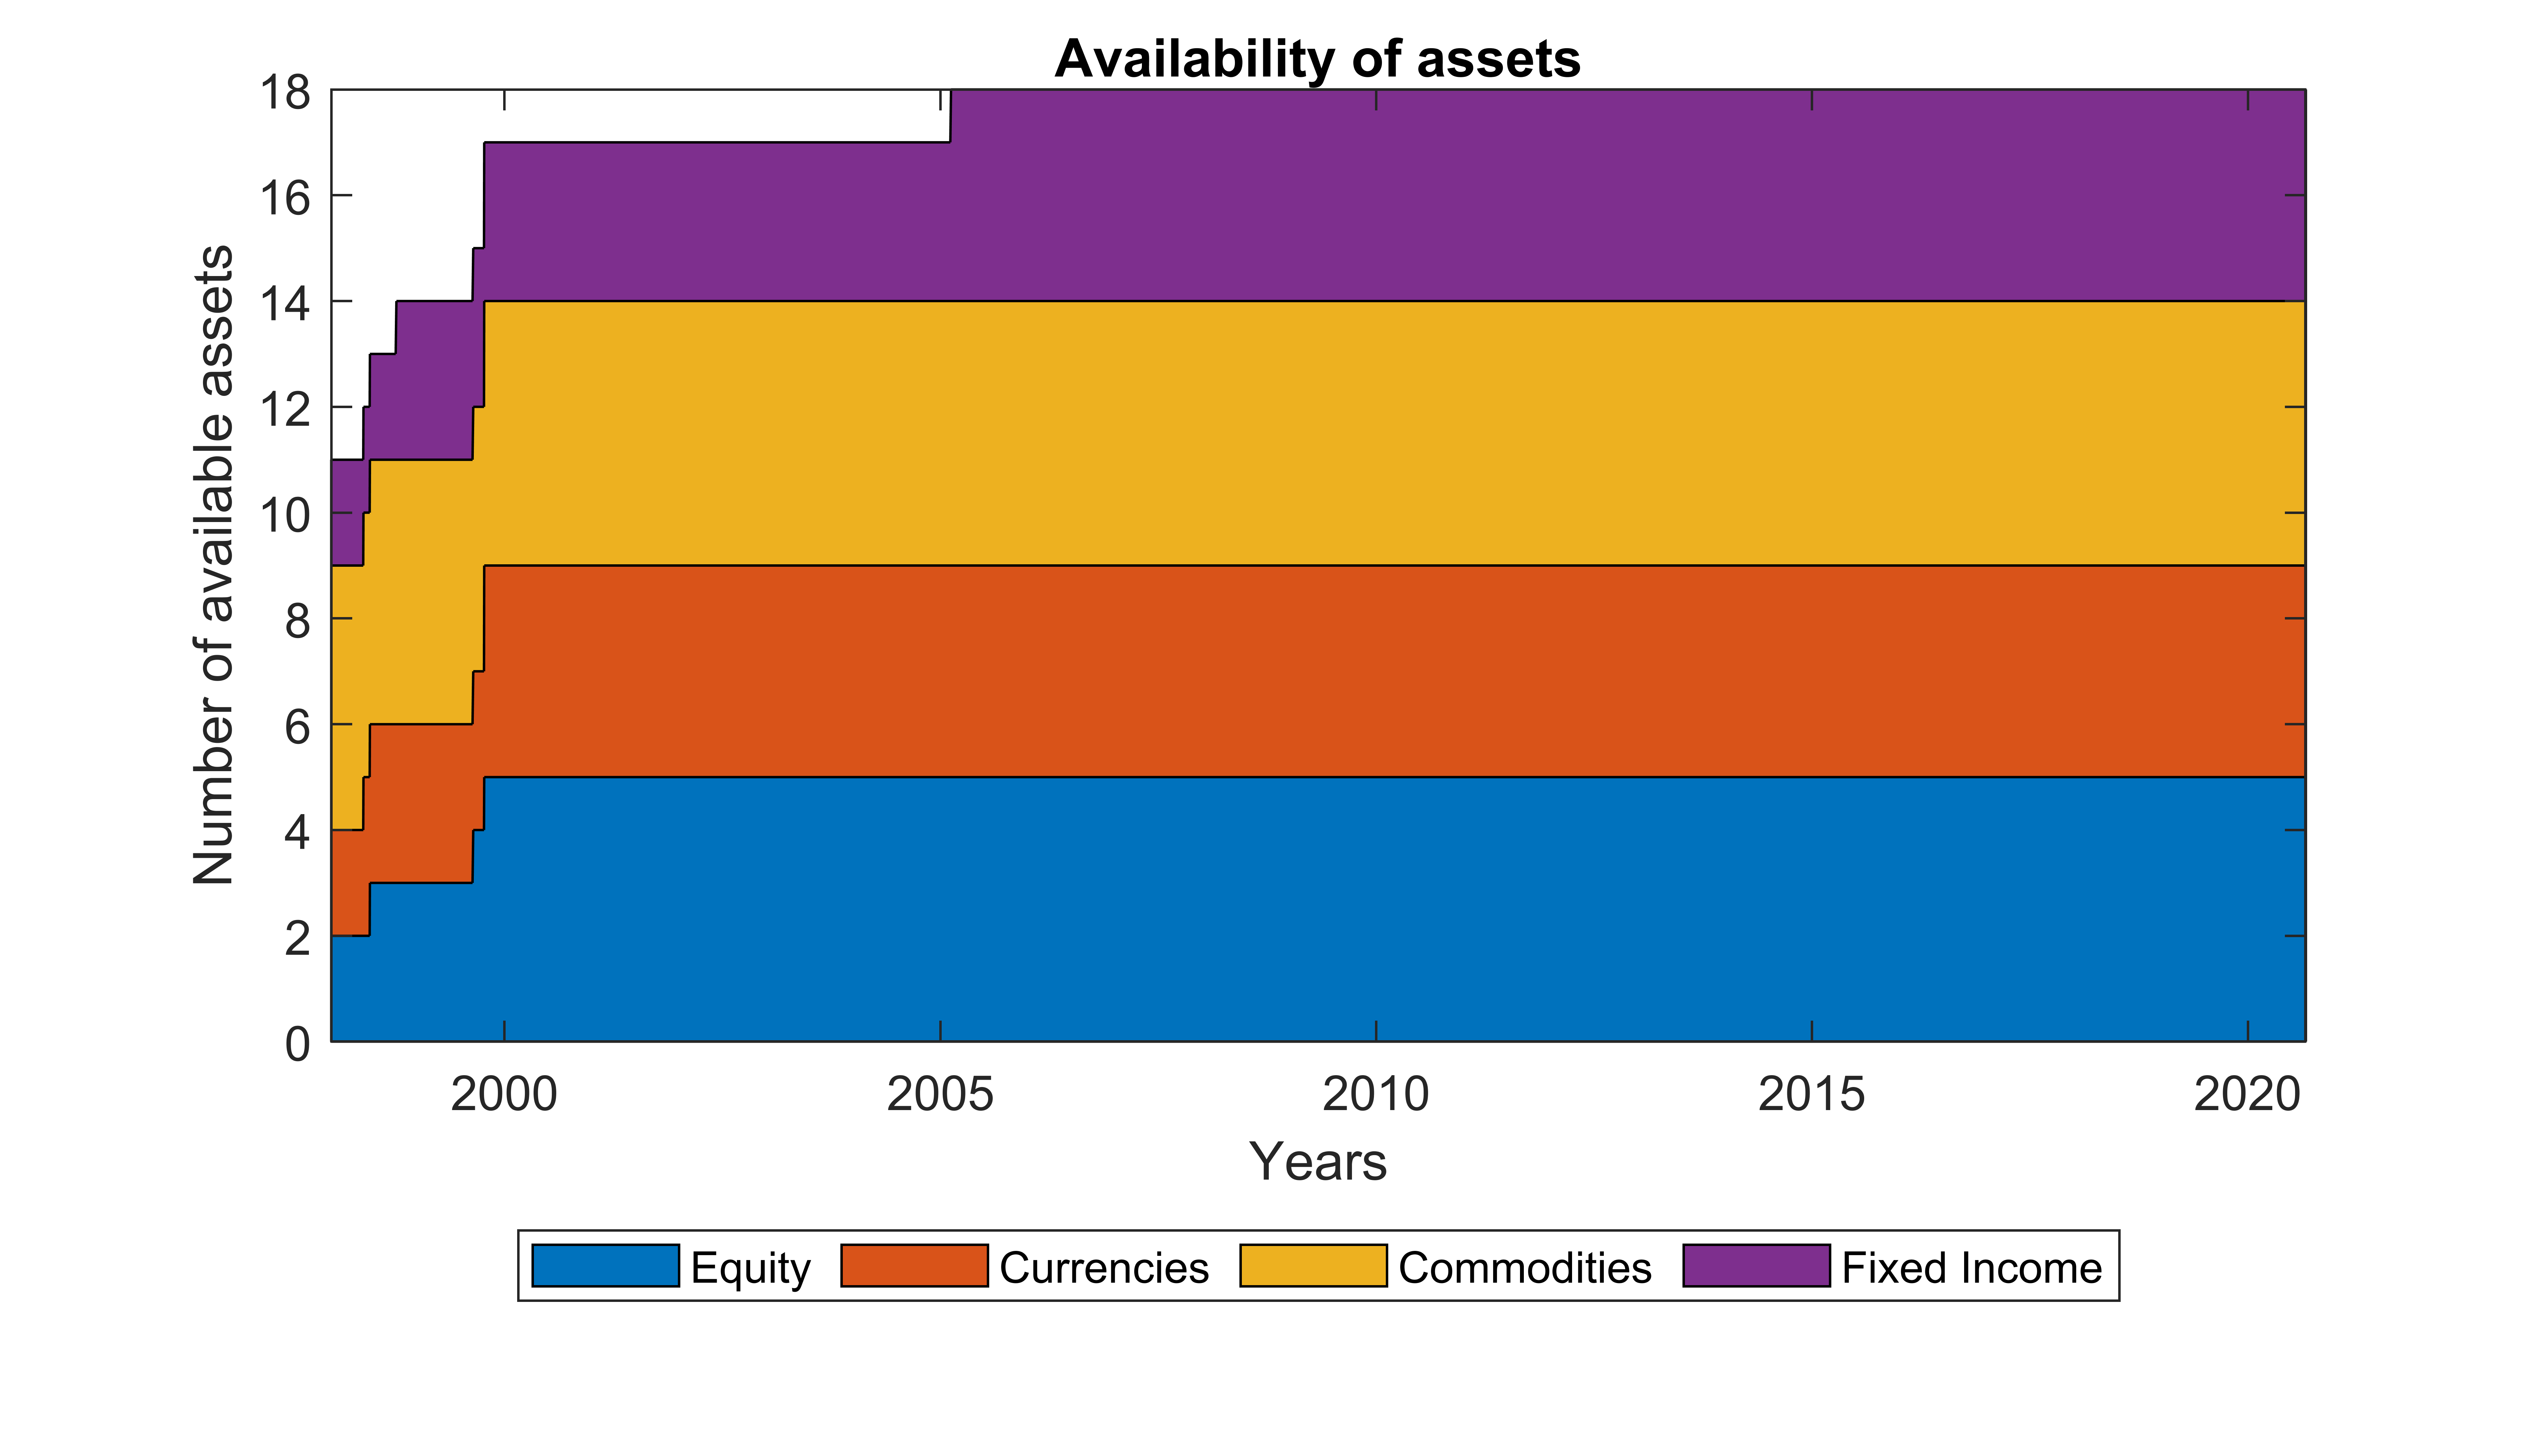 Availability of assets
18
16
14
12
10
8
6
4
2
0
Number of available assets
2000 2005 2010 2015 2020
Years
Equity Currencies Commodities Fixed Income